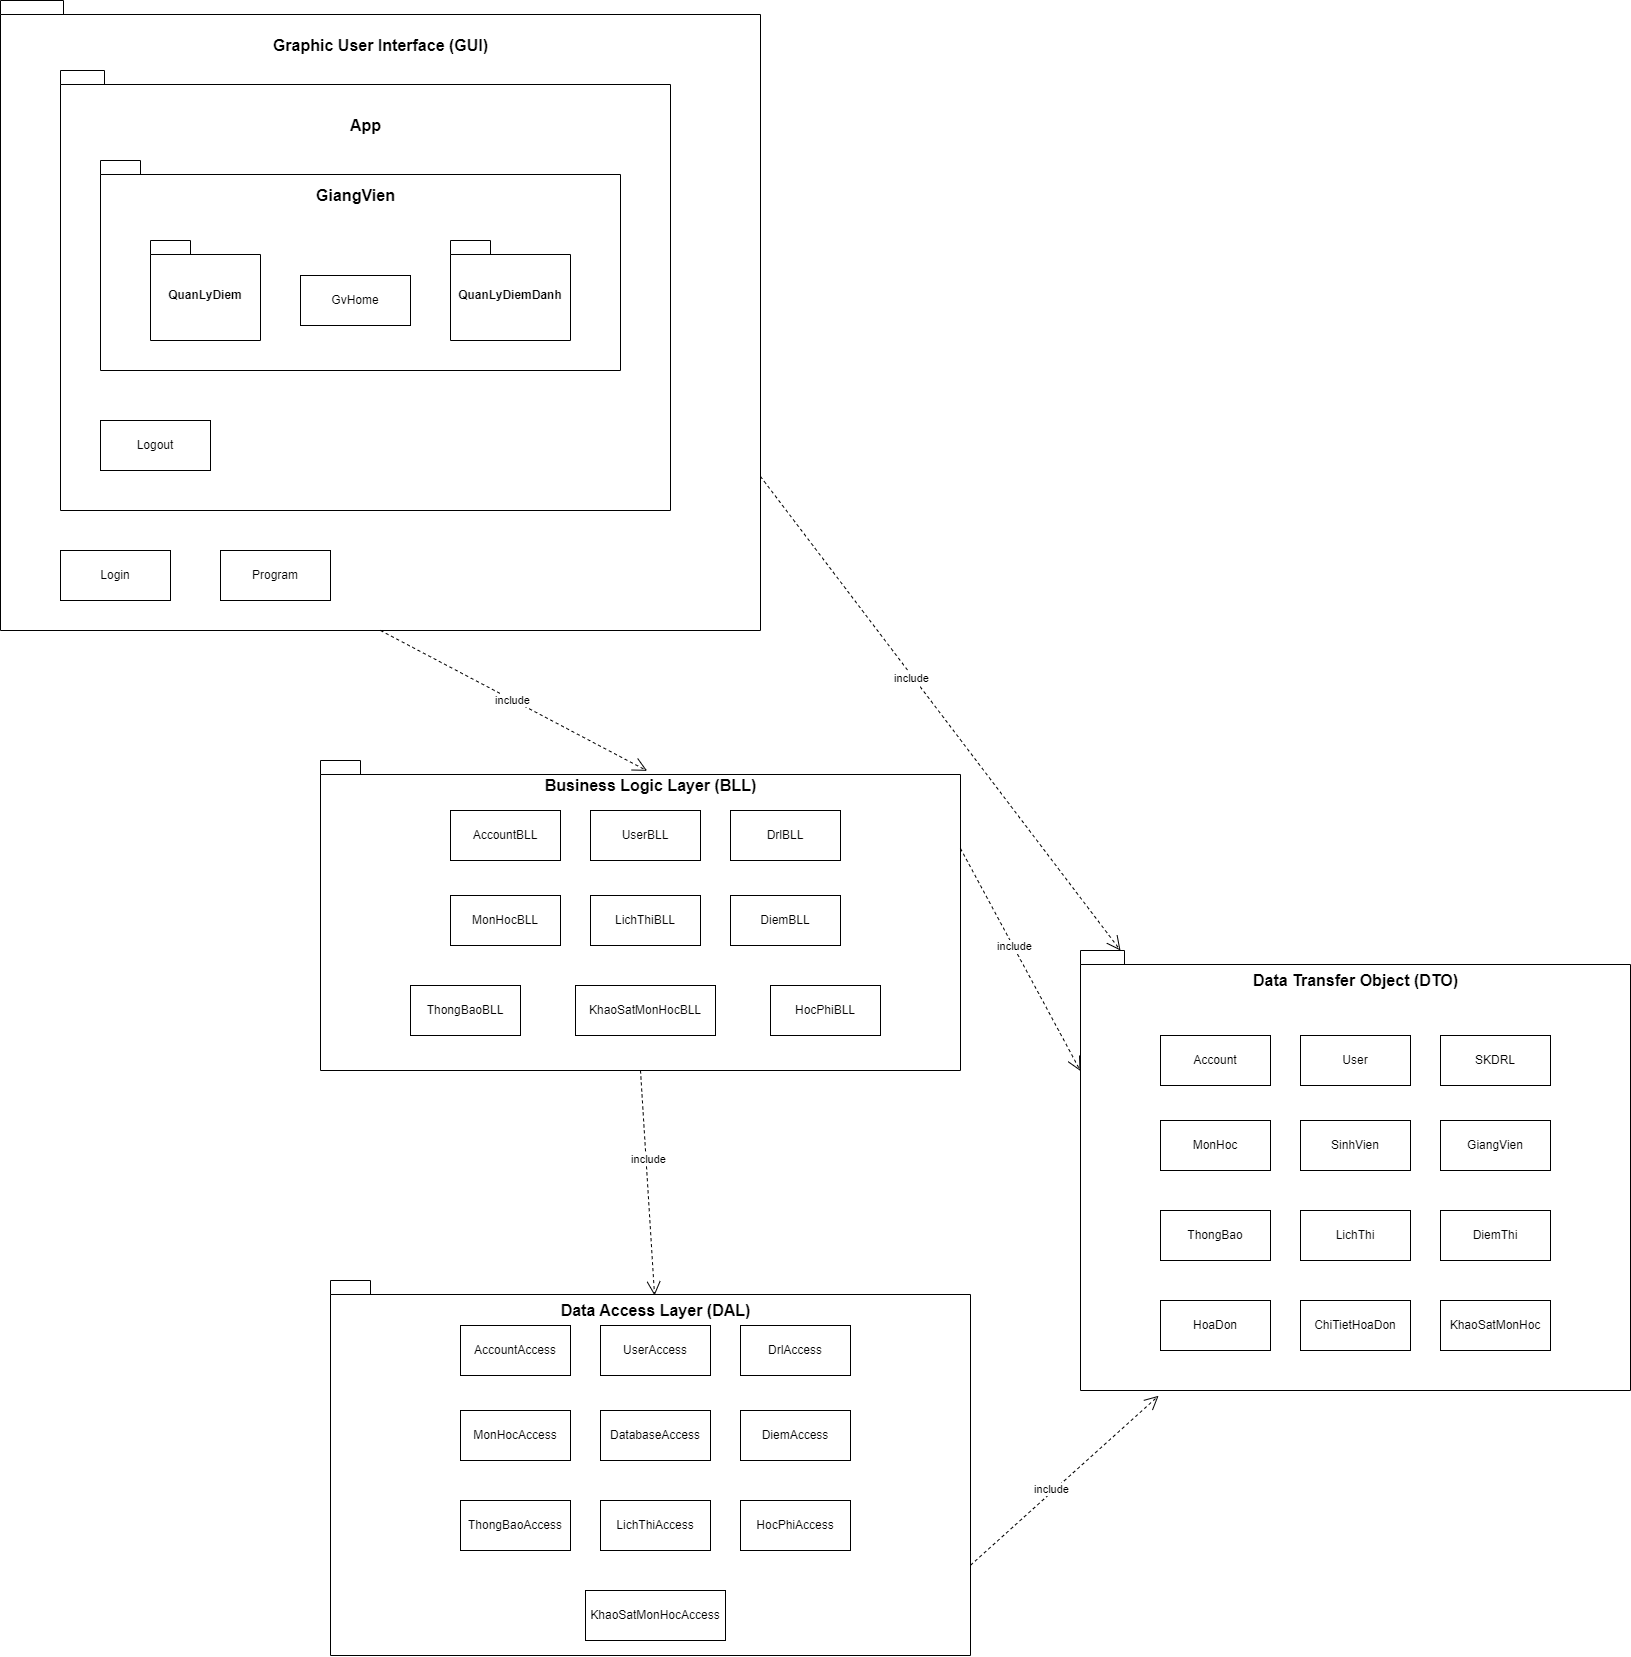 Graphic User Interface (GUI)
App
GiangVien
QuanLyDiem
GvHome
QuanLyDiemDanh
Logout
Login
Program
include
include
Business Logic Layer (BLL)
AccountBLL
UserBLL
DrlBLL
MonHocBLL
LichThiBLL
DiemBLL
ThongBaoBLL
KhaoSatMonHocBLL
HocPhiBLL
include
include
Data Transfer Object (DTO)
Account
User
SKDRL
MonHoc
SinhVien
GiangVien
ThongBao
LichThi
DiemThi
HoaDon
ChiTietHoaDon
KhaoSatMonHoc
Data Access Layer (DAL)
AccountAccess
UserAccess
DrlAccess
MonHocAccess
DatabaseAccess
DiemAccess
ThongBaoAccess
LichThiAccess
HocPhiAccess
KhaoSatMonHocAccess
include